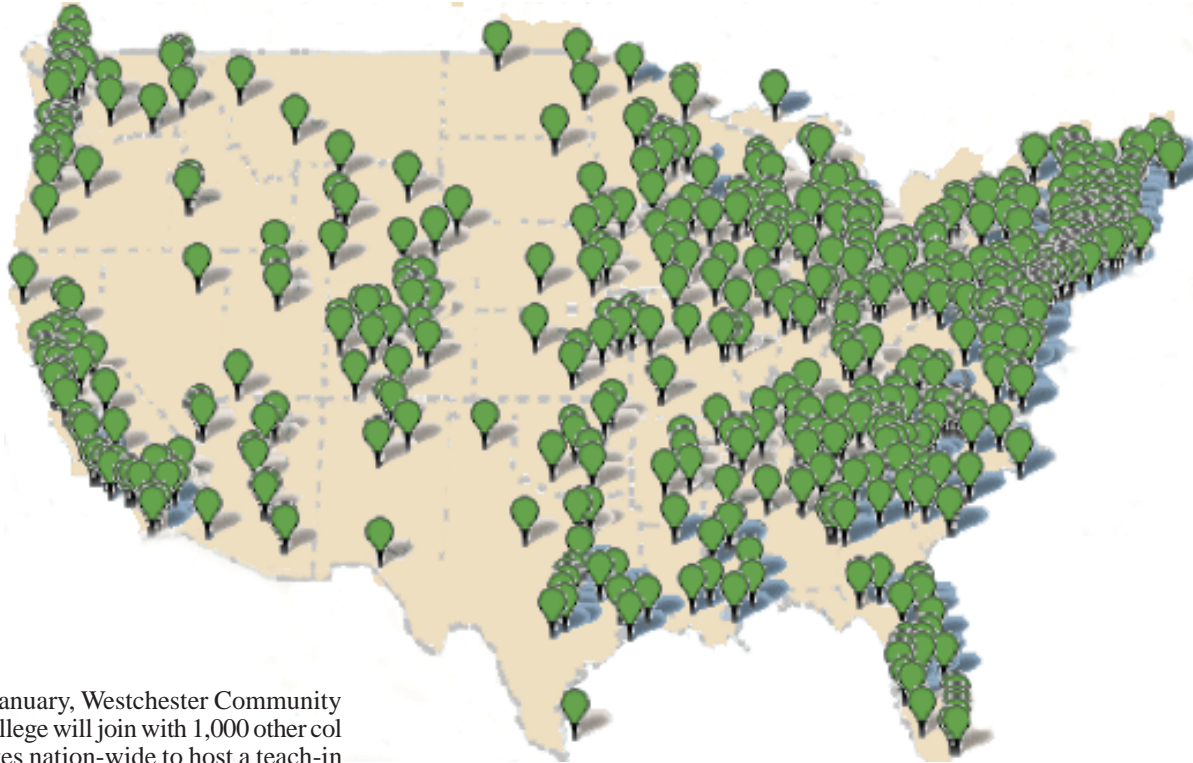 anuary, Westchester Community
llege will join with 1,000 other col
es nation-wide to host a teach-in